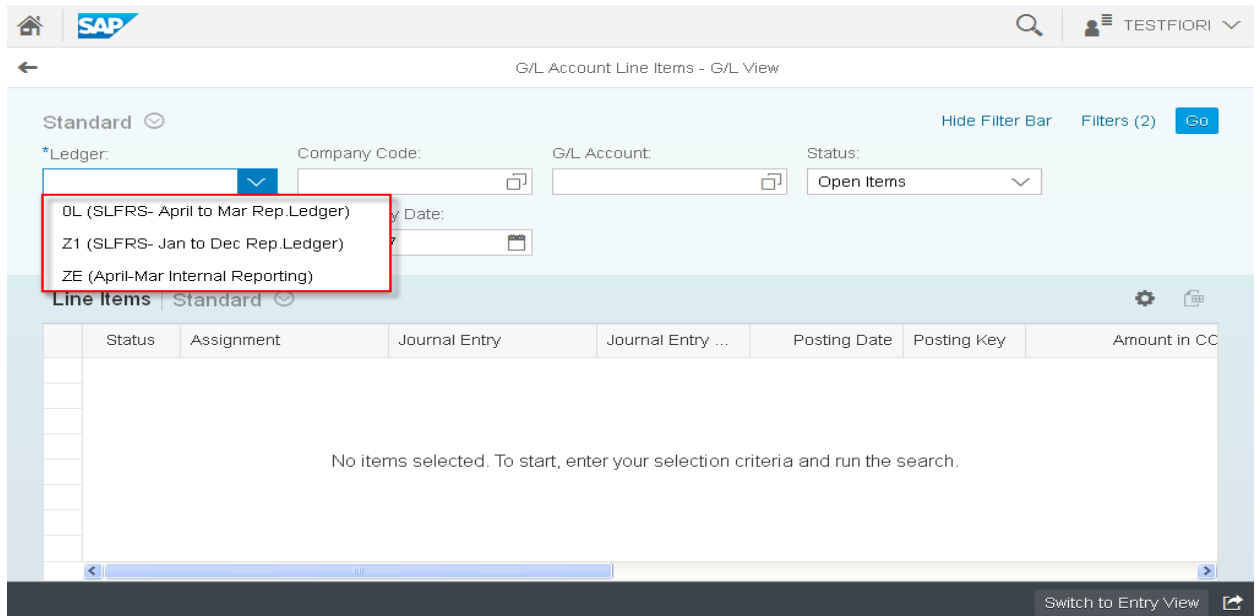 SAP TESTFIORI
G/L Account Line Items - G/L View
Standard Hide Filter Bar Filters (2) Go
*Ledger: Company Code: G/L Account: Status:
Open Items
0L (SLFRS- April to Mar Rep.Ledger)
y Date:
Z1 (SLFRS- Jan to Dec Rep.Ledger)
7
ZE (April-Mar Internal Reporting)
Line Items Standard
Status Assignment Journal Entry Journal Entry ... Posting Date Posting Key Amount in CC
No items selected. To start, enter your selection criteria and run the search.
Switch to Entry View